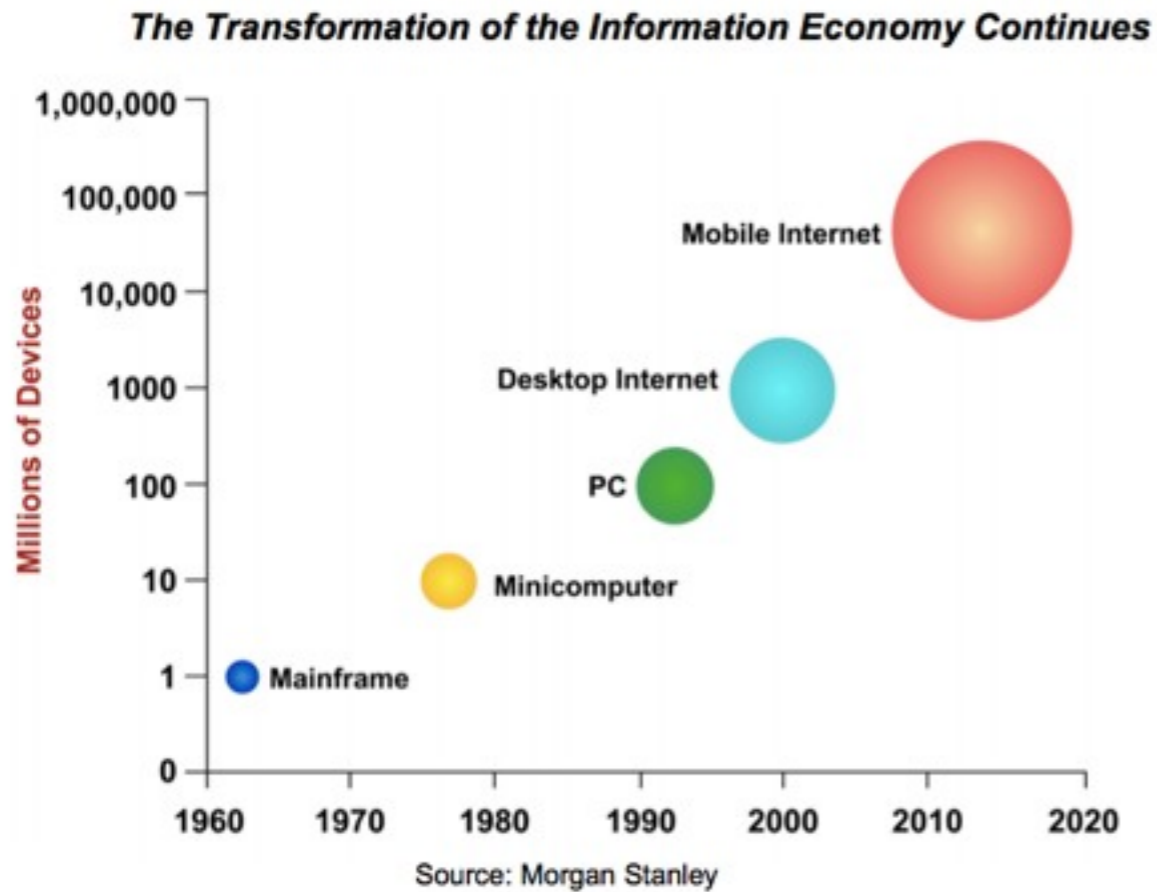 The Transformation of the Information Economy Continues
1,000,000
100,000
Mobile Internet
10,000
Millions of Devices
Desktop Internet
1000
PC
100
10
Minicomputer
1
Mainframe
0
1960 1970 1980 1990 2000 2010 2020
Source: Morgan Stanley